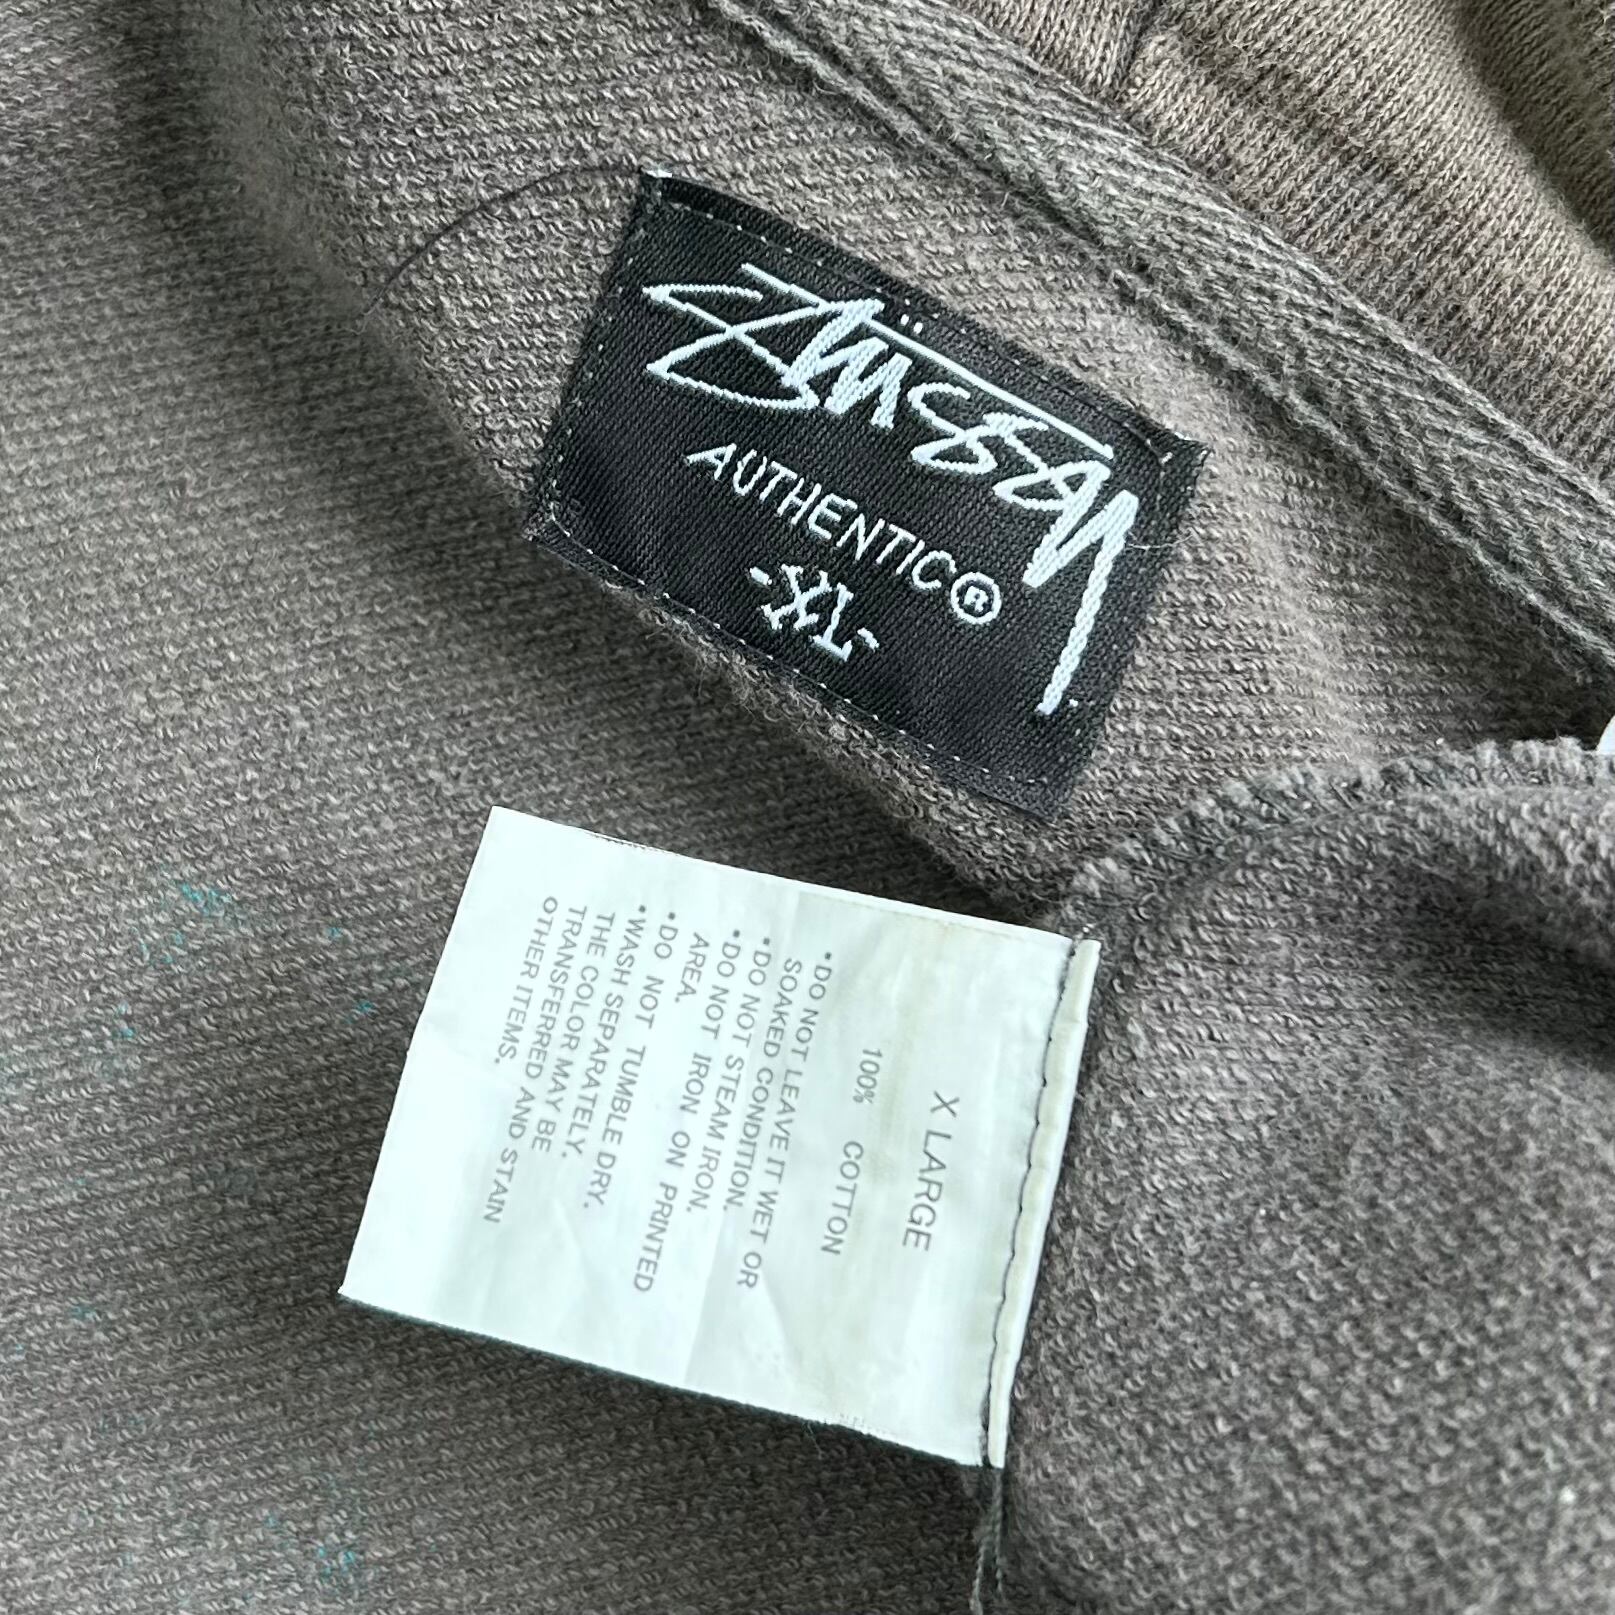 Stüssy
AUTHENTIC®
-XL-
X LARGE
100% COTTON
•DO NOT LEAVE IT WET OR
SOAKED CONDITION.
•DO NOT STEAM IRON.
•DO NOT IRON ON PRINTED
AREA.
•DO NOT TUMBLE DRY.
•WASH SEPARATELY.
THE COLOR MAY BE
TRANSFERRED AND STAIN
OTHER ITEMS.